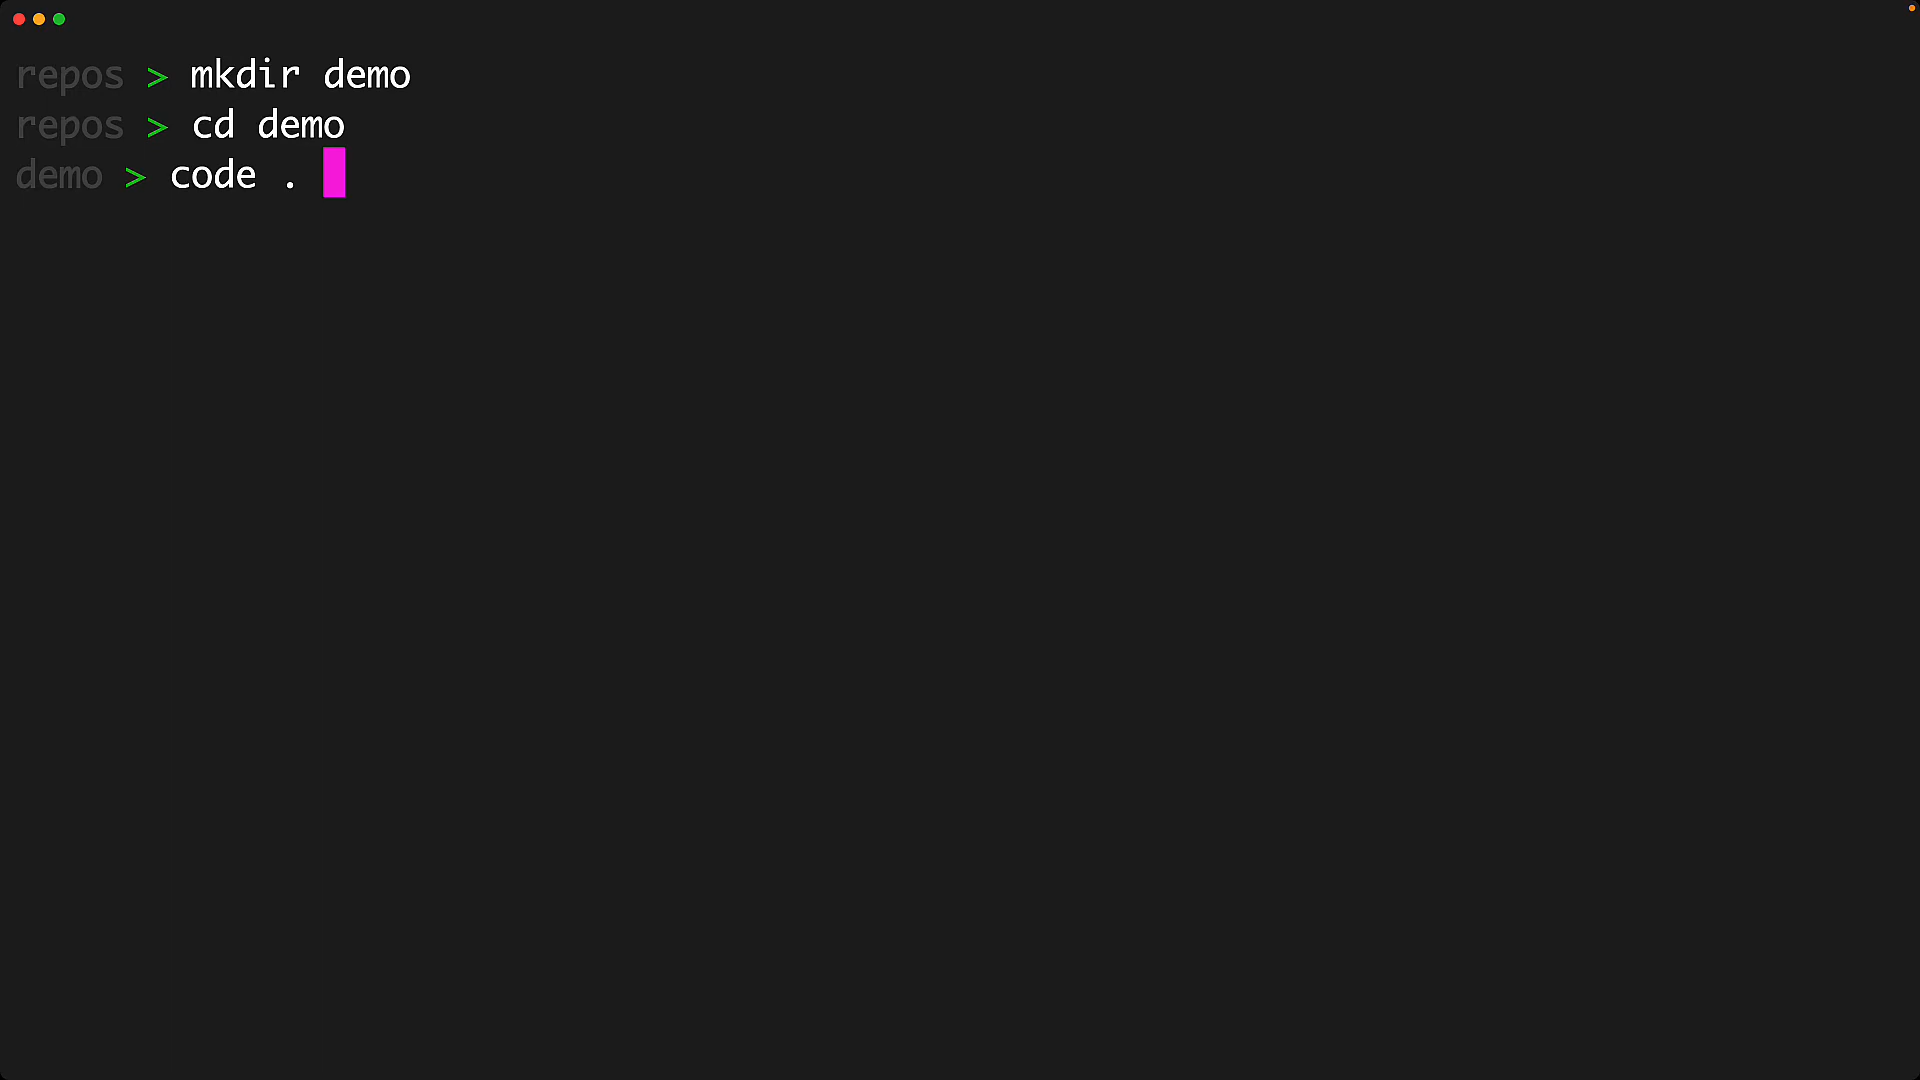 repos > mkdir demo
repos > cd demo
demo > code .